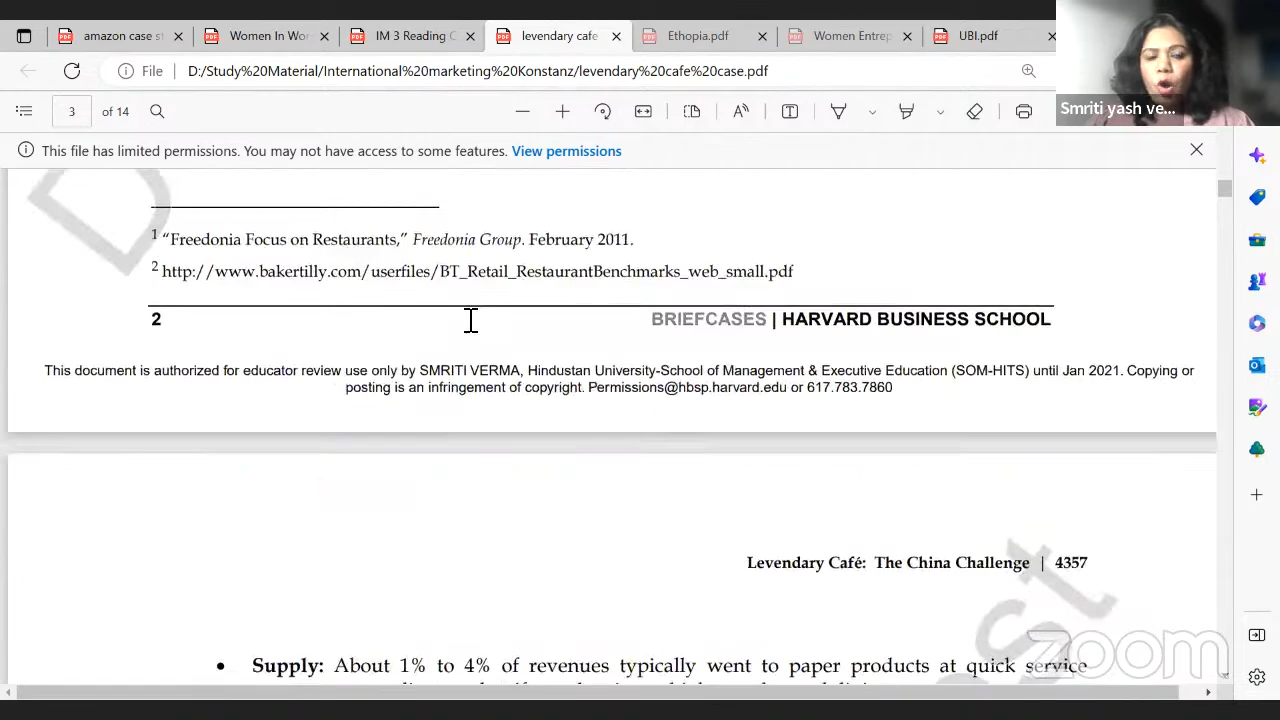 amazon case st
Women In Wo
IM 3 Reading C
levendary cafe
Ethopia.pdf
Women Entrep
UBI.pdf
File D:/Study%20Material/International%20marketing%20Konstanz/levendary%20cafe%20case.pdf
Smriti yash ve...
3 of 14
This file has limited permissions. You may not have access to some features. View permissions
1 "Freedonia Focus on Restaurants," Freedonia Group. February 2011.
2 http://www.bakertilly.com/userfiles/BT_Retail_RestaurantBenchmarks_web_small.pdf
2 BRIEFCASES | HARVARD BUSINESS SCHOOL
This document is authorized for educator review use only by SMRITI VERMA, Hindustan University-School of Management & Executive Education (SOM-HITS) until Jan 2021. Copying or
posting is an infringement of copyright. Permissions@hbsp.harvard.edu or 617.783.7860
Levendary Café: The China Challenge | 4357
• Supply: About 1% to 4% of revenues typically went to paper products at quick service
zoom